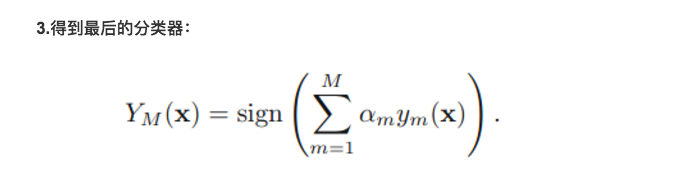 3.得到最后的分类器：
Y_M(𝐱) = sign ( ∑_{m=1}^{M} α_m y_m(𝐱) ) .